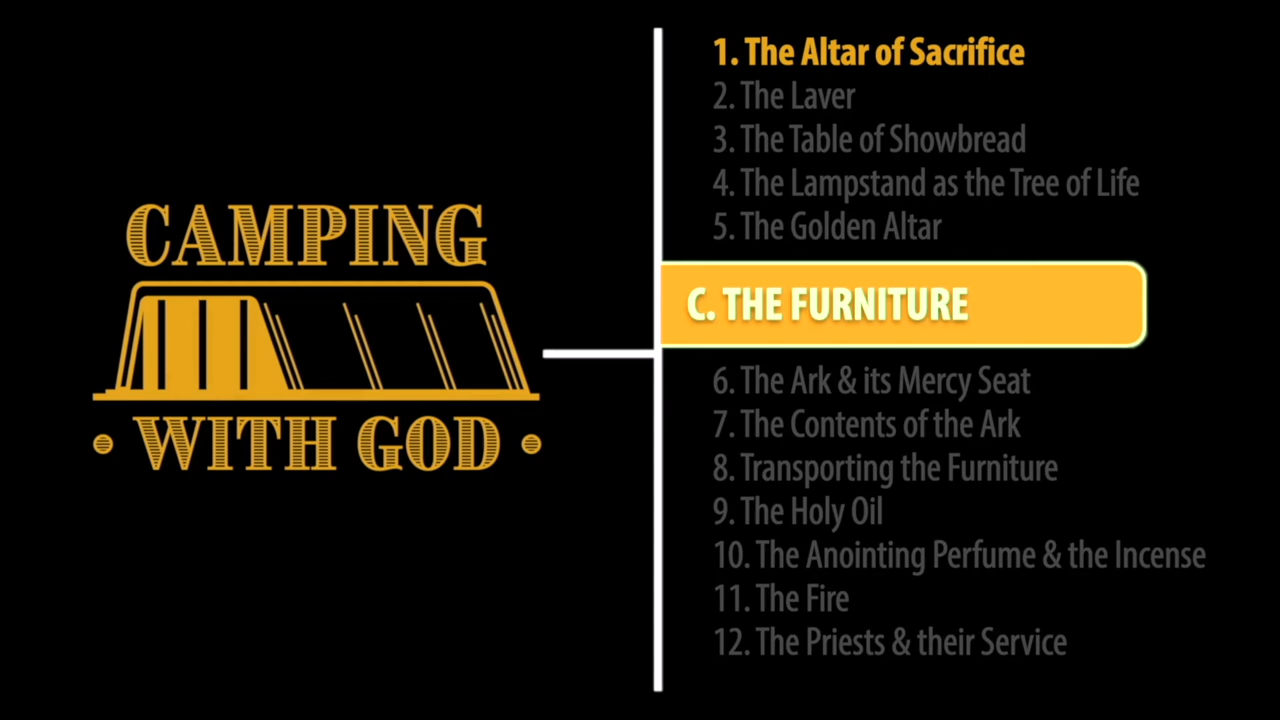 CAMPING
WITH GOD
1. The Altar of Sacrifice
2. The Laver
3. The Table of Showbread
4. The Lampstand as the Tree of Life
5. The Golden Altar
C. THE FURNITURE
6. The Ark & its Mercy Seat
7. The Contents of the Ark
8. Transporting the Furniture
9. The Holy Oil
10. The Anointing Perfume & the Incense
11. The Fire
12. The Priests & their Service